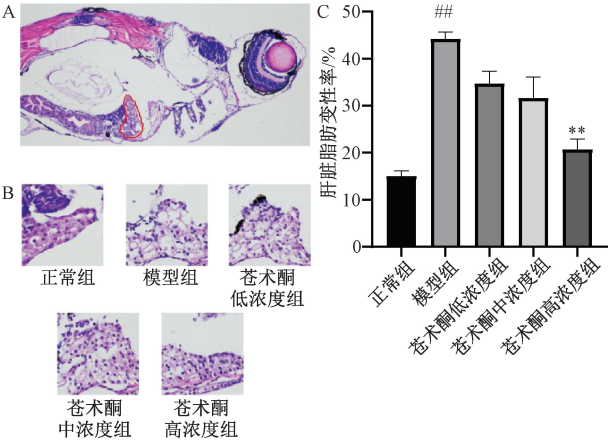 A
B
正常组
模型组
苍术酮
低浓度组
苍术酮
中浓度组
苍术酮
高浓度组
C
肝脏脂肪变性率/%
50
40
30
20
10
0
##
**
正常组
模型组
苍术酮低浓度组
苍术酮中浓度组
苍术酮高浓度组